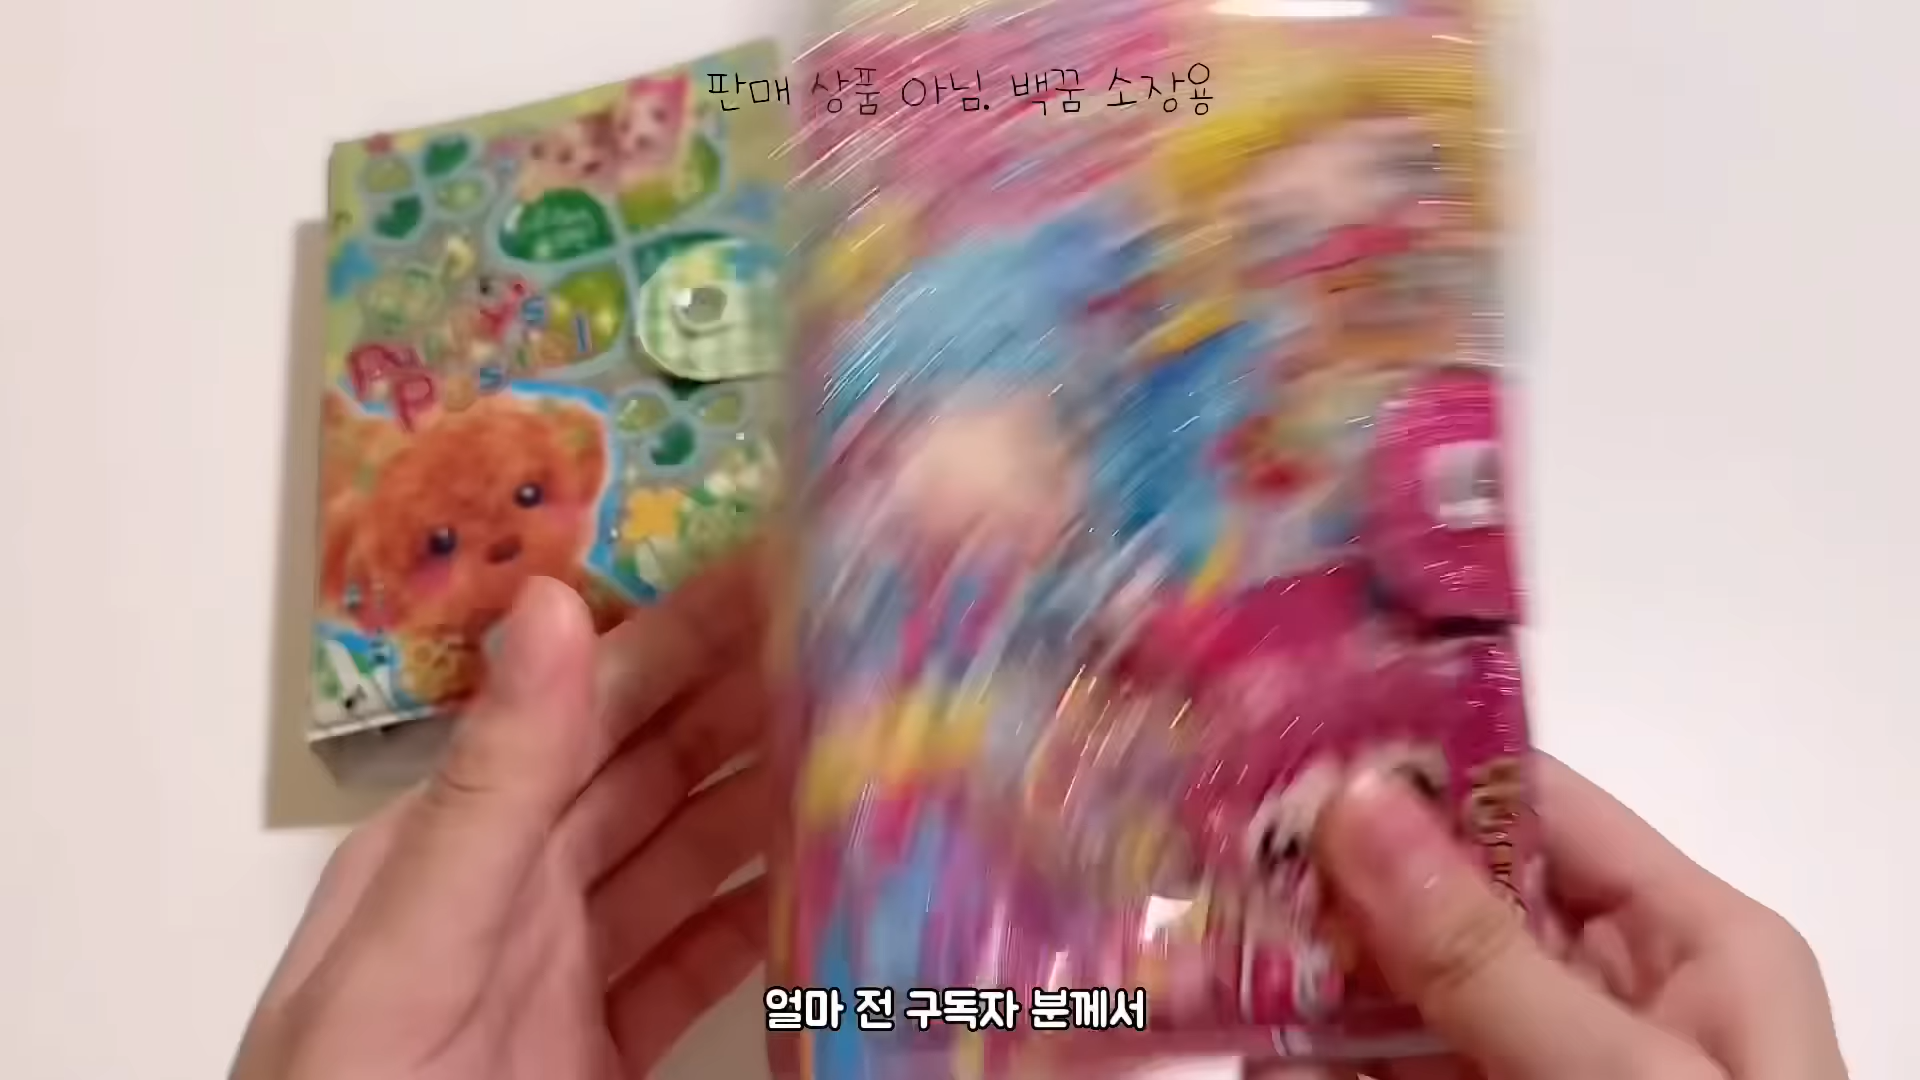 판매 상품 아님. 백꿈 소장용
얼마 전 구독자 분께서